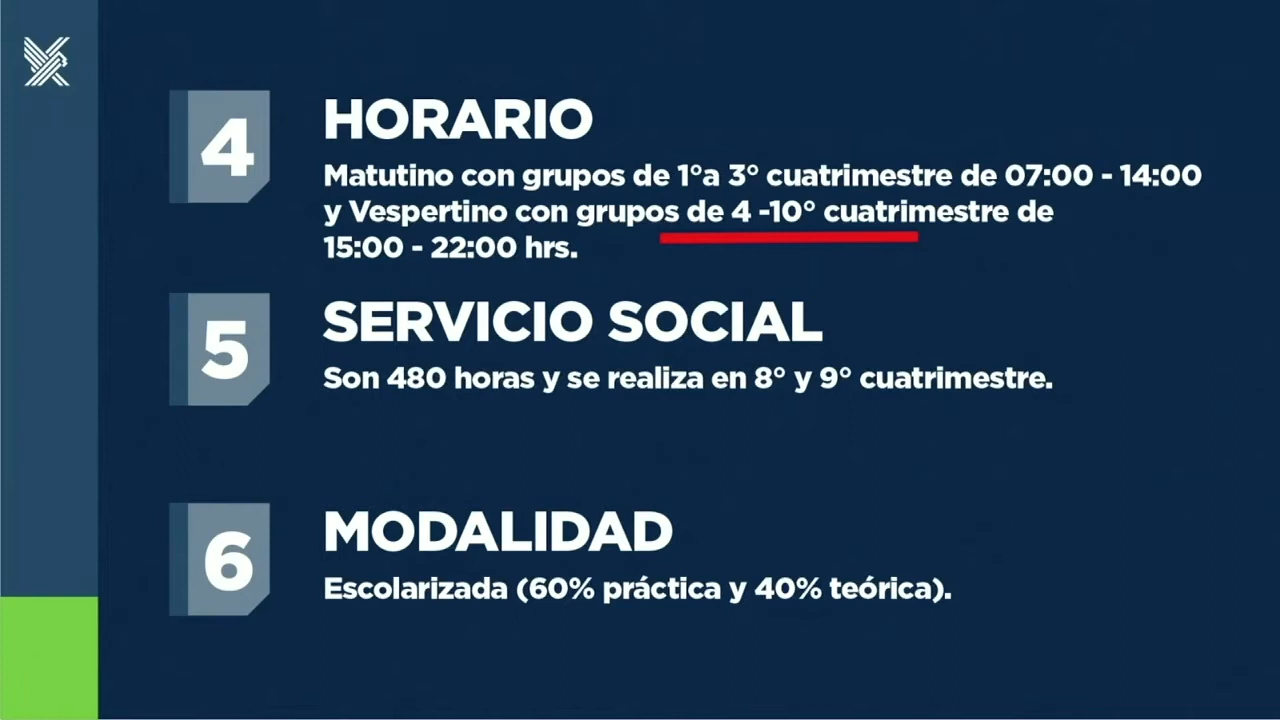 4
HORARIO
Matutino con grupos de 1°a 3° cuatrimestre de 07:00 - 14:00
y Vespertino con grupos de 4 -10° cuatrimestre de
15:00 - 22:00 hrs.
5
SERVICIO SOCIAL
Son 480 horas y se realiza en 8° y 9° cuatrimestre.
6
MODALIDAD
Escolarizada (60% práctica y 40% teórica).